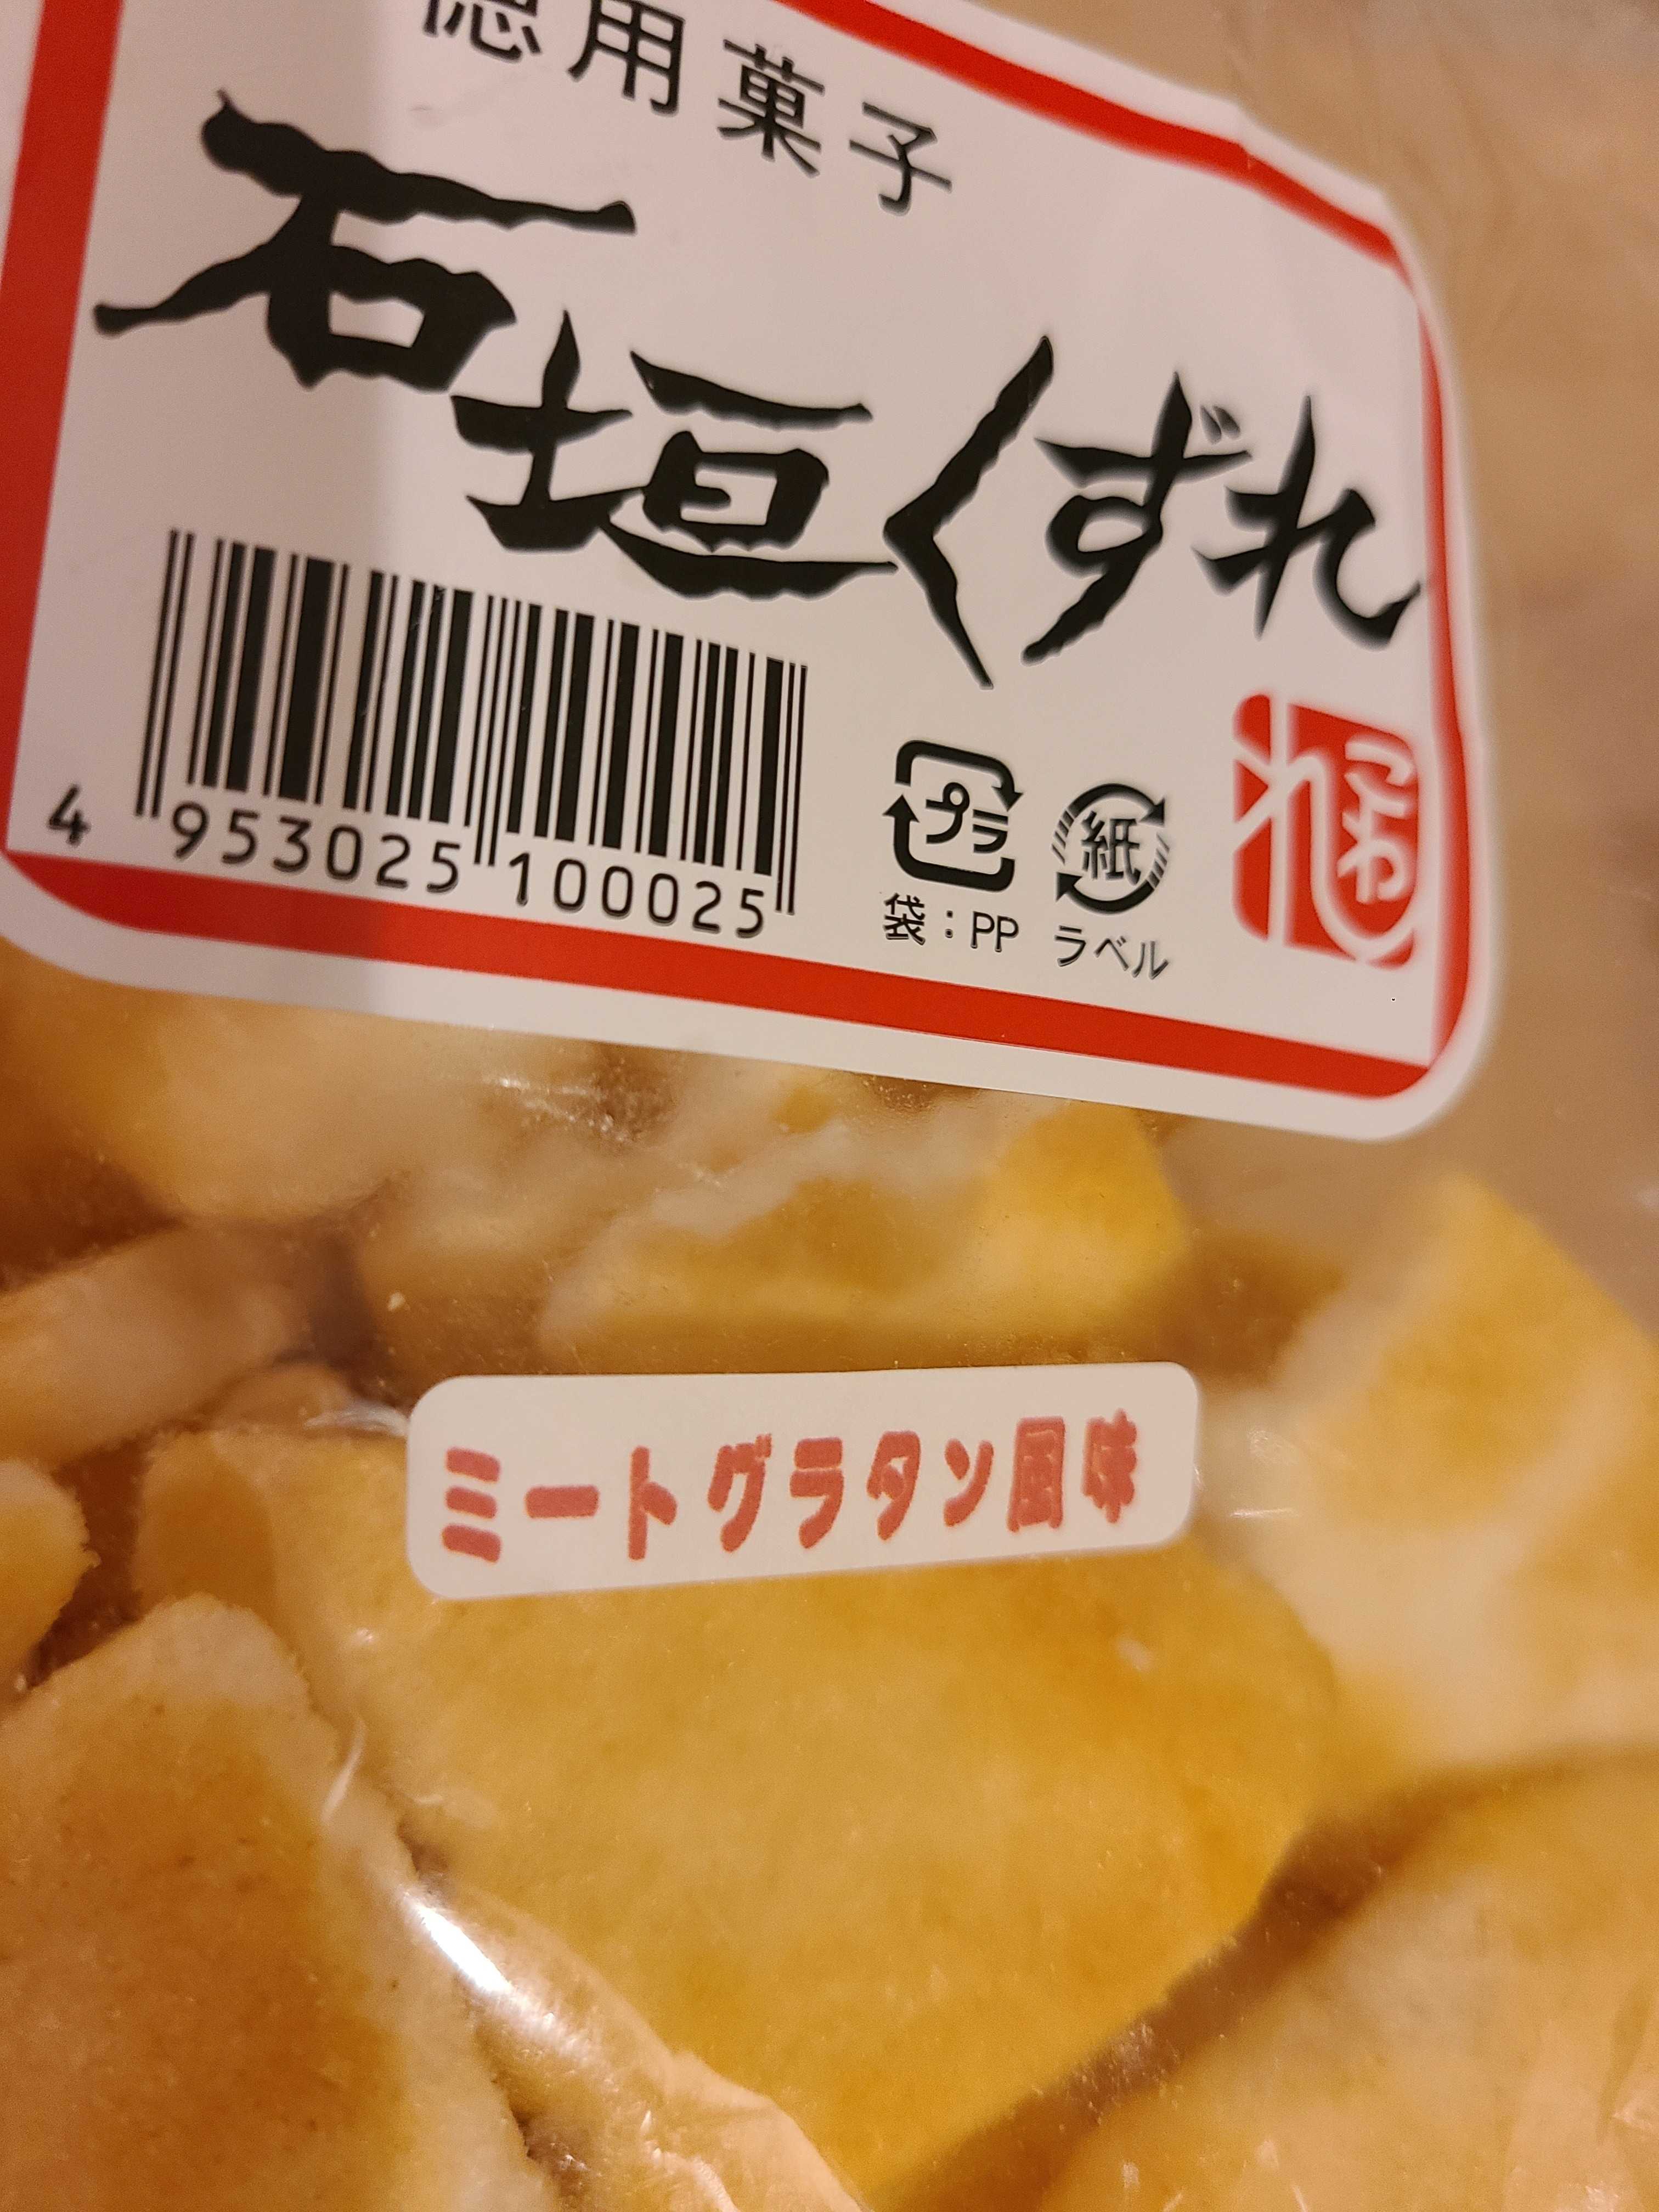 徳用菓子
石垣くずれ
4 953025 100025
プラ
紙
袋：PP
ラベル
ミートグラタン風味